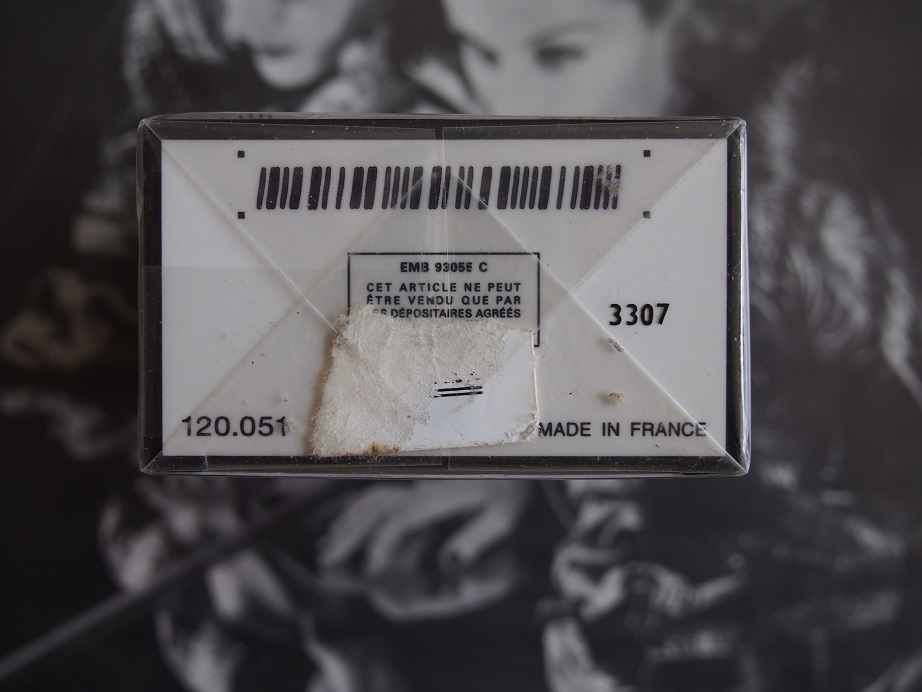 EMB 93055 C
CET ARTICLE NE PEUT
ÊTRE VENDU QUE PAR
DÉPOSITAIRES AGRÉÉS
3307
120.051
MADE IN FRANCE